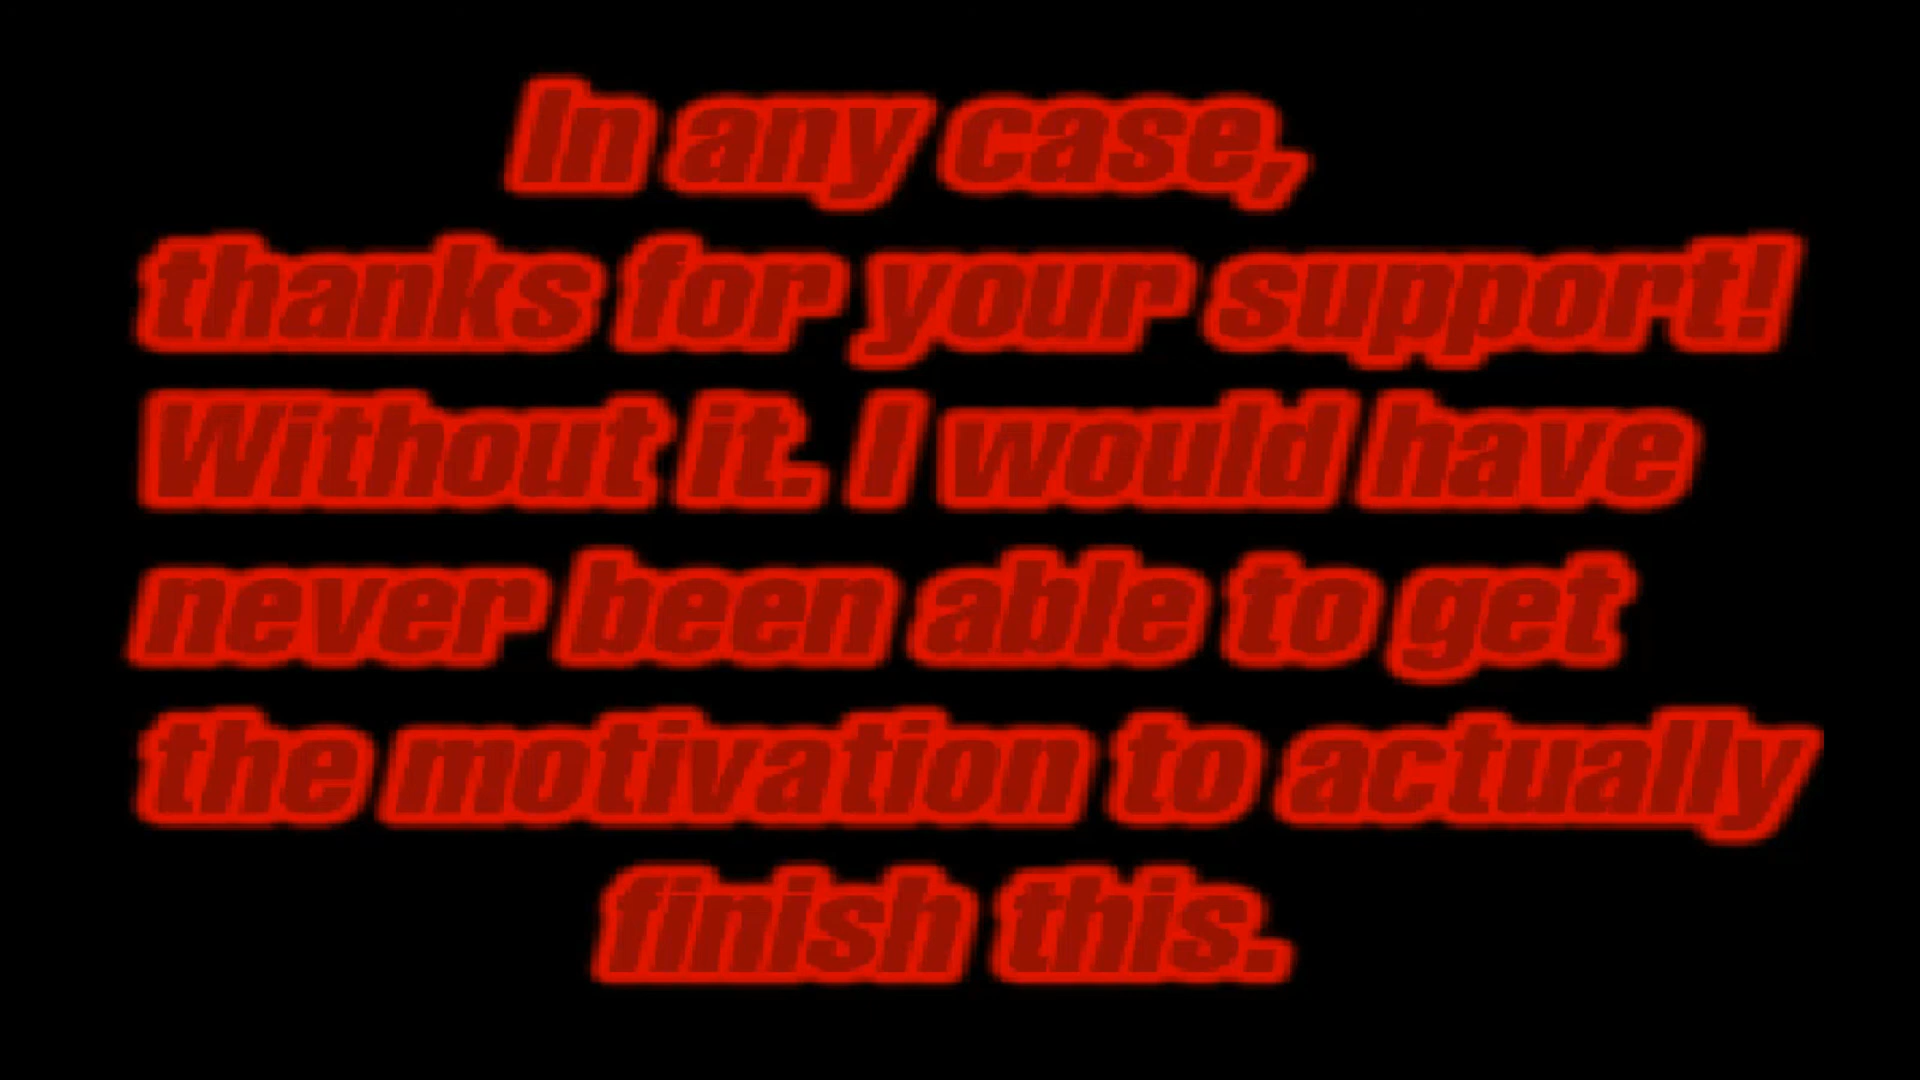 In any case,
thanks for your support!
Without it. I would have
never been able to get
the motivation to actually
finish this.